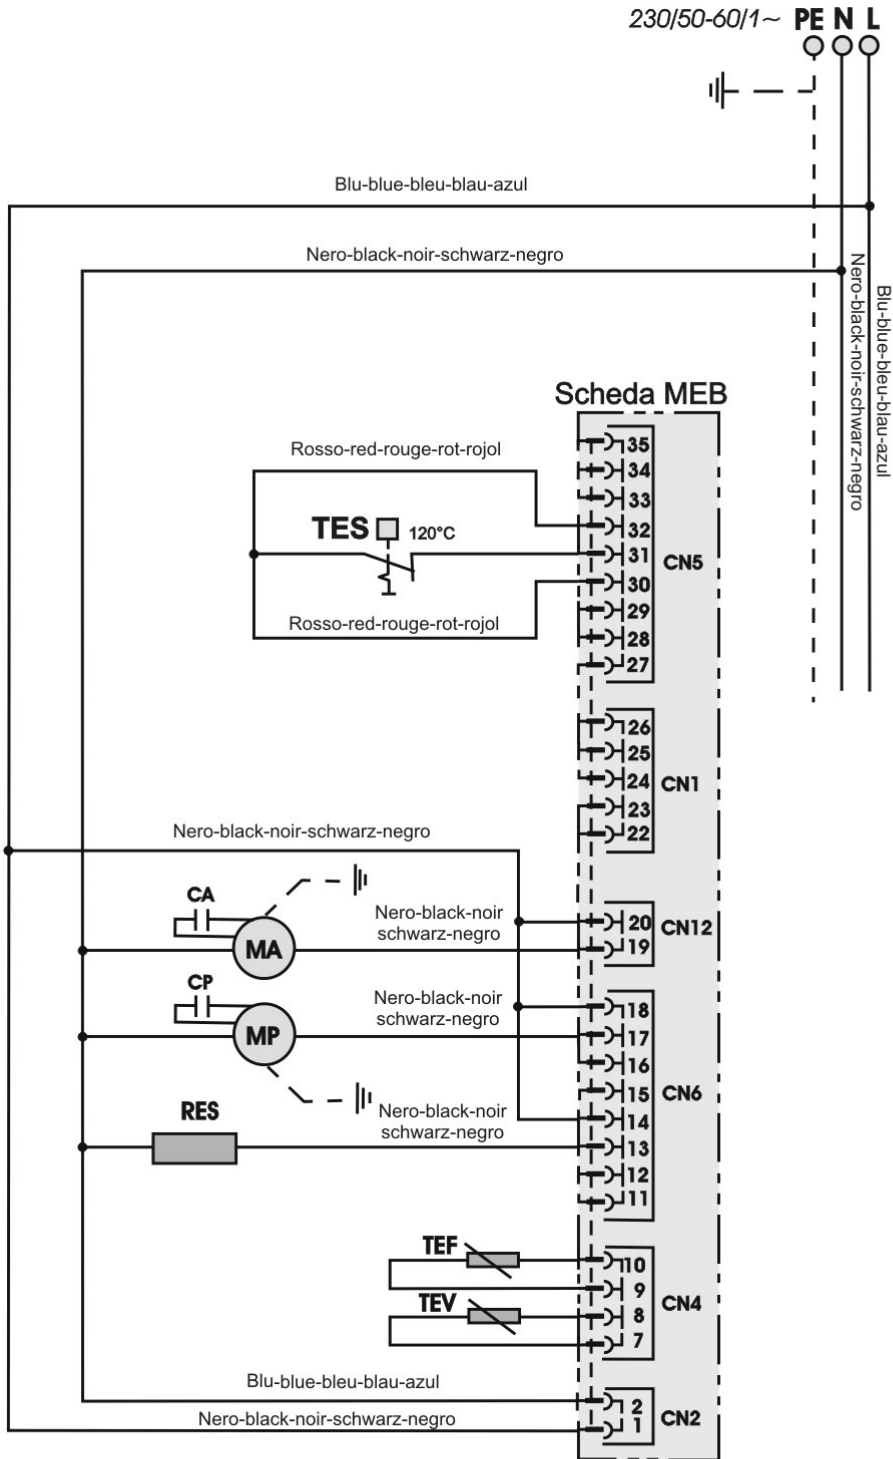 230/50-60/1~ PE N L
Blu-blue-bleu-blau-azul
Nero-black-noir-schwarz-negro
Nero-black-noir-schwarz-negro
Blu-blue-bleu-blau-azul
Scheda MEB
Rosso-red-rouge-rot-rojol
TES 120°C
Rosso-red-rouge-rot-rojol
35
34
33
32
31
30
29
28
27
CN5
26
25
24
23
22
CN1
Nero-black-noir-schwarz-negro
CA
MA
Nero-black-noir
schwarz-negro
20
19
CN12
CP
MP
Nero-black-noir
schwarz-negro
18
17
16
15
14
13
12
11
CN6
RES
Nero-black-noir
schwarz-negro
TEF
TEV
10
9
8
7
CN4
Blu-blue-bleu-blau-azul
Nero-black-noir-schwarz-negro
2
1
CN2